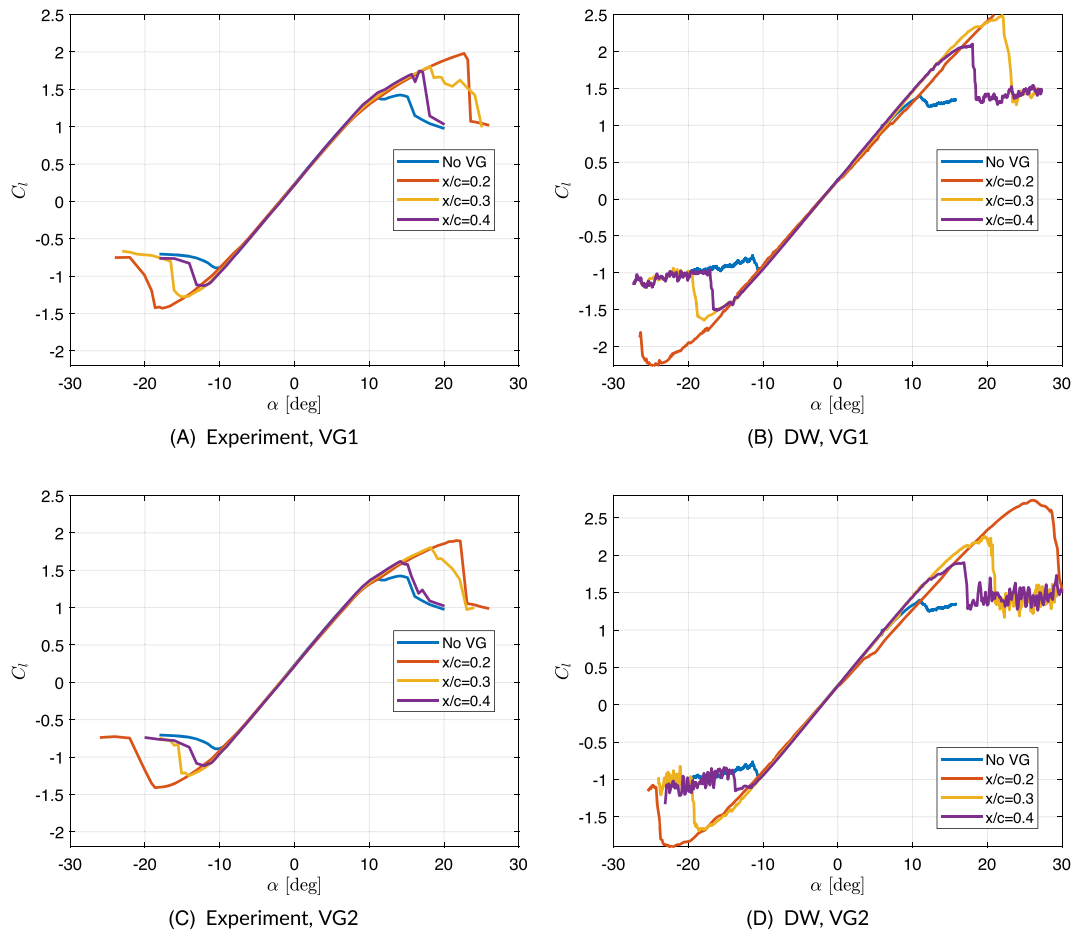 2.5
2
1.5
1
0.5
0
-0.5
-1
-1.5
-2
C_l
-30 -20 -10 0 10 20 30
α [deg]
No VG
x/c=0.2
x/c=0.3
x/c=0.4
(A) Experiment, VG1
2.5
2
1.5
1
0.5
0
-0.5
-1
-1.5
-2
C_l
-30 -20 -10 0 10 20 30
α [deg]
No VG
x/c=0.2
x/c=0.3
x/c=0.4
(B) DW, VG1
2.5
2
1.5
1
0.5
0
-0.5
-1
-1.5
-2
C_l
-30 -20 -10 0 10 20 30
α [deg]
No VG
x/c=0.2
x/c=0.3
x/c=0.4
(C) Experiment, VG2
2.5
2
1.5
1
0.5
0
-0.5
-1
-1.5
C_l
-30 -20 -10 0 10 20 30
α [deg]
No VG
x/c=0.2
x/c=0.3
x/c=0.4
(D) DW, VG2